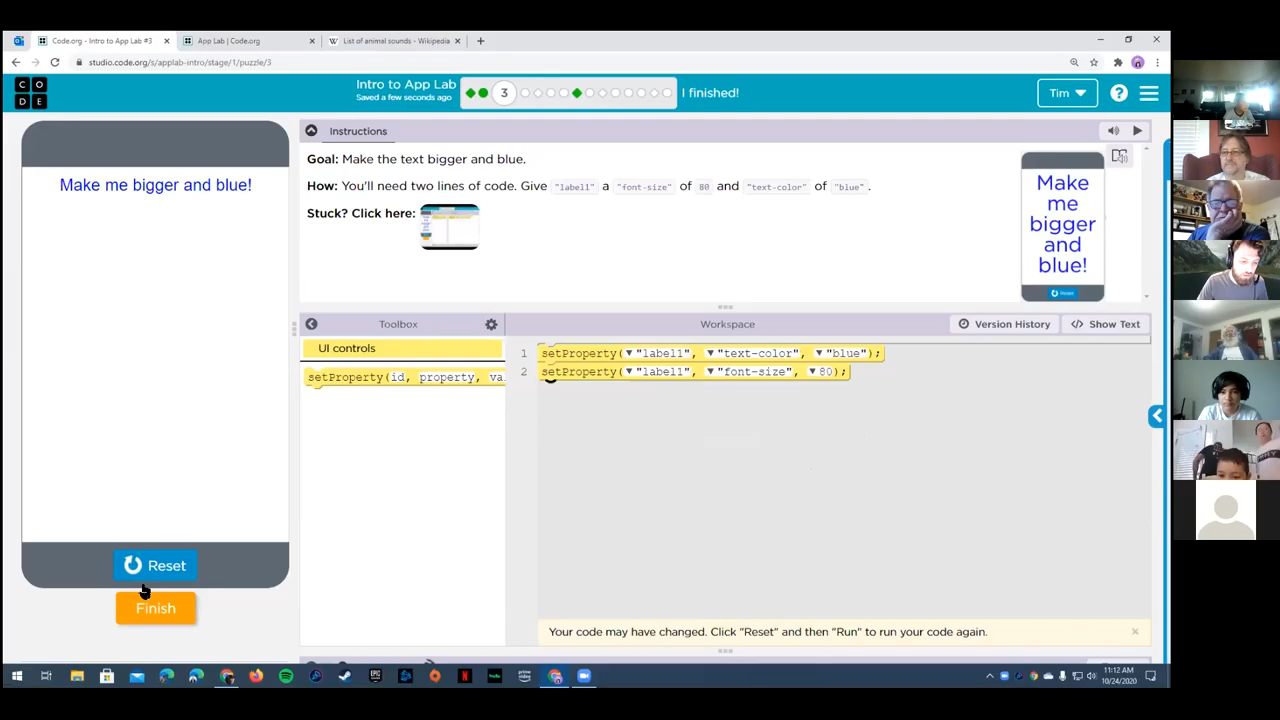 Code.org - Intro to App Lab #3
App Lab | Code.org
List of animal sounds - Wikipedia
studio.code.org/s/applab-intro/stage/1/puzzle/3
C O
D E
Intro to App Lab
Saved a few seconds ago
3
I finished!
Tim
Make me bigger and blue!
Reset
Finish
Instructions
Goal: Make the text bigger and blue.
How: You'll need two lines of code. Give "label1" a "font-size" of 80 and "text-color" of "blue".
Stuck? Click here:
Make
me
bigger
and
blue!
Toolbox
Workspace
Version History
</> Show Text
UI controls
setProperty(id, property, va
1 setProperty(▼"label1", ▼"text-color", ▼"blue");
2 setProperty(▼"label1", ▼"font-size", ▼80);
Your code may have changed. Click "Reset" and then "Run" to run your code again.
11:12 AM
10/24/2020